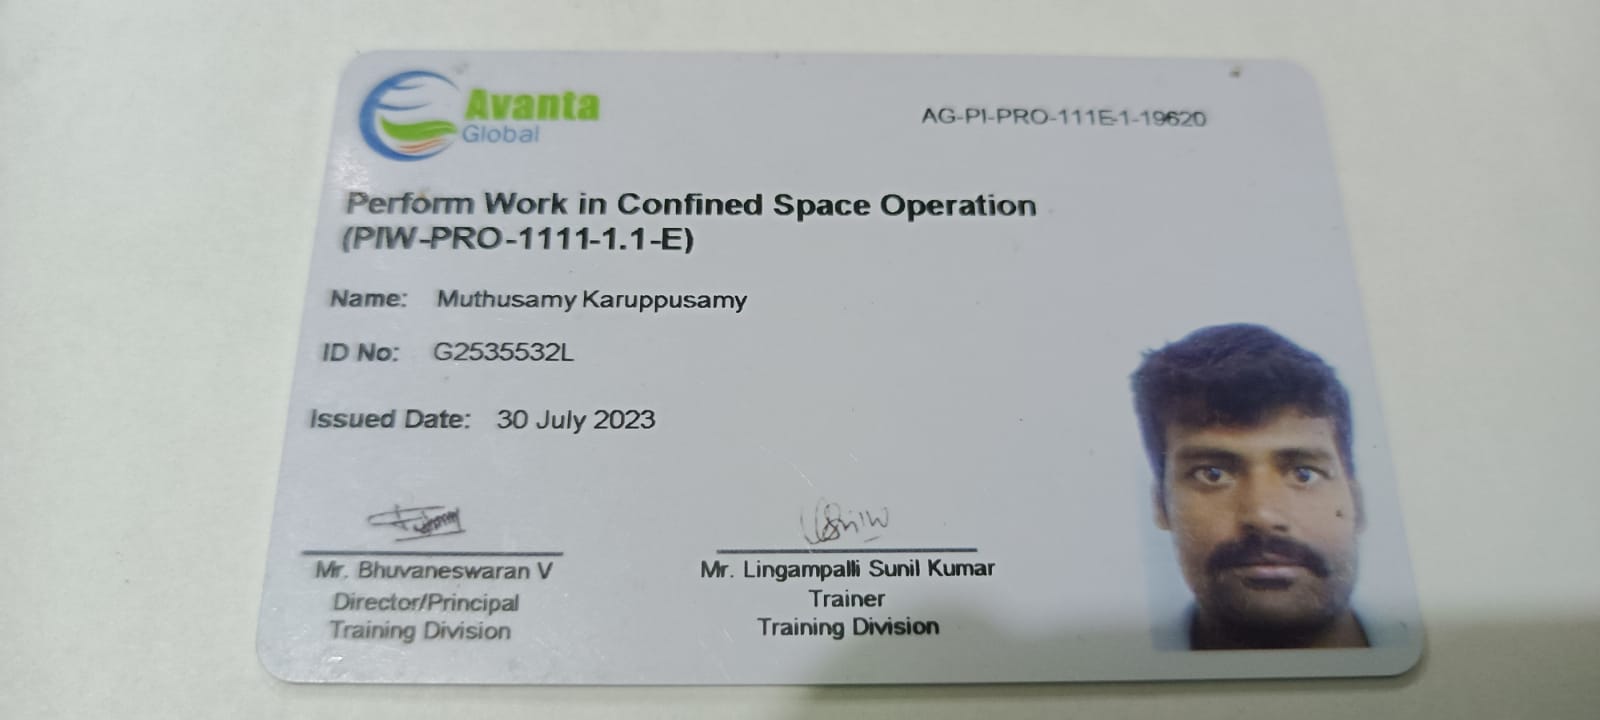 Avanta
Global
AG-PI-PRO-111E-1-19620
Perform Work in Confined Space Operation
(PIW-PRO-1111-1.1-E)
Name: Muthusamy Karuppusamy
ID No: G2535532L
Issued Date: 30 July 2023
Mr. Bhuvaneswaran V
Director/Principal
Training Division
Mr. Lingampalli Sunil Kumar
Trainer
Training Division